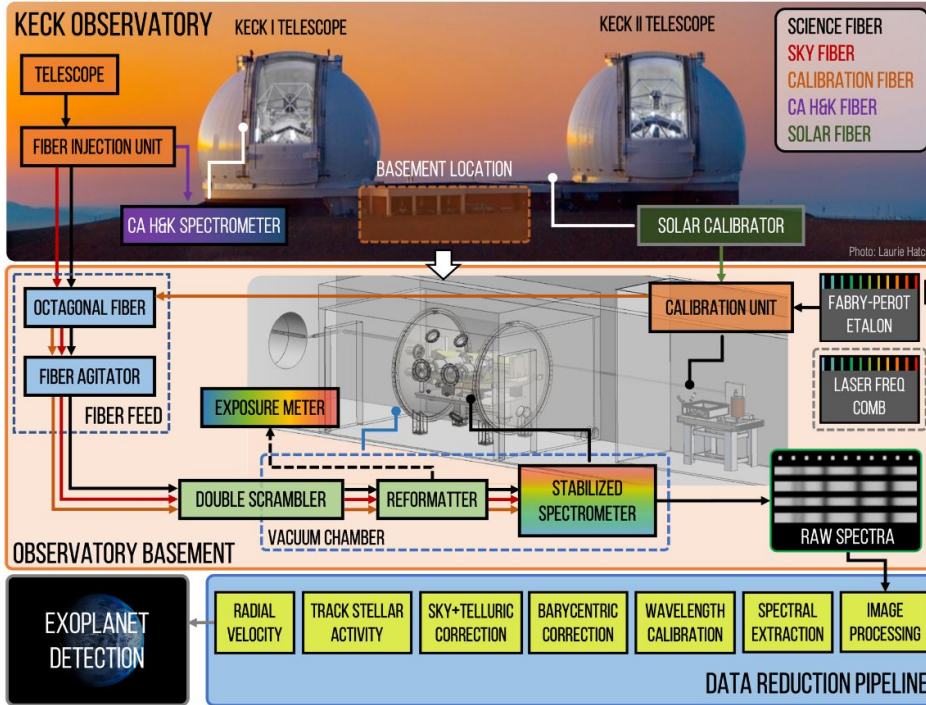 KECK OBSERVATORY
KECK I TELESCOPE
KECK II TELESCOPE
SCIENCE FIBER
SKY FIBER
CALIBRATION FIBER
CA H&K FIBER
SOLAR FIBER
TELESCOPE
FIBER INJECTION UNIT
BASEMENT LOCATION
CA H&K SPECTROMETER
SOLAR CALIBRATOR
Photo: Laurie Hatc
OCTAGONAL FIBER
CALIBRATION UNIT
FABRY-PEROT
ETALON
FIBER AGITATOR
FIBER FEED
EXPOSURE METER
LASER FREQ
COMB
DOUBLE SCRAMBLER
REFORMATTER
STABILIZED
SPECTROMETER
VACUUM CHAMBER
RAW SPECTRA
OBSERVATORY BASEMENT
EXOPLANET
DETECTION
RADIAL
VELOCITY
TRACK STELLAR
ACTIVITY
SKY+TELLURIC
CORRECTION
BARYCENTRIC
CORRECTION
WAVELENGTH
CALIBRATION
SPECTRAL
EXTRACTION
IMAGE
PROCESSING
DATA REDUCTION PIPELINE